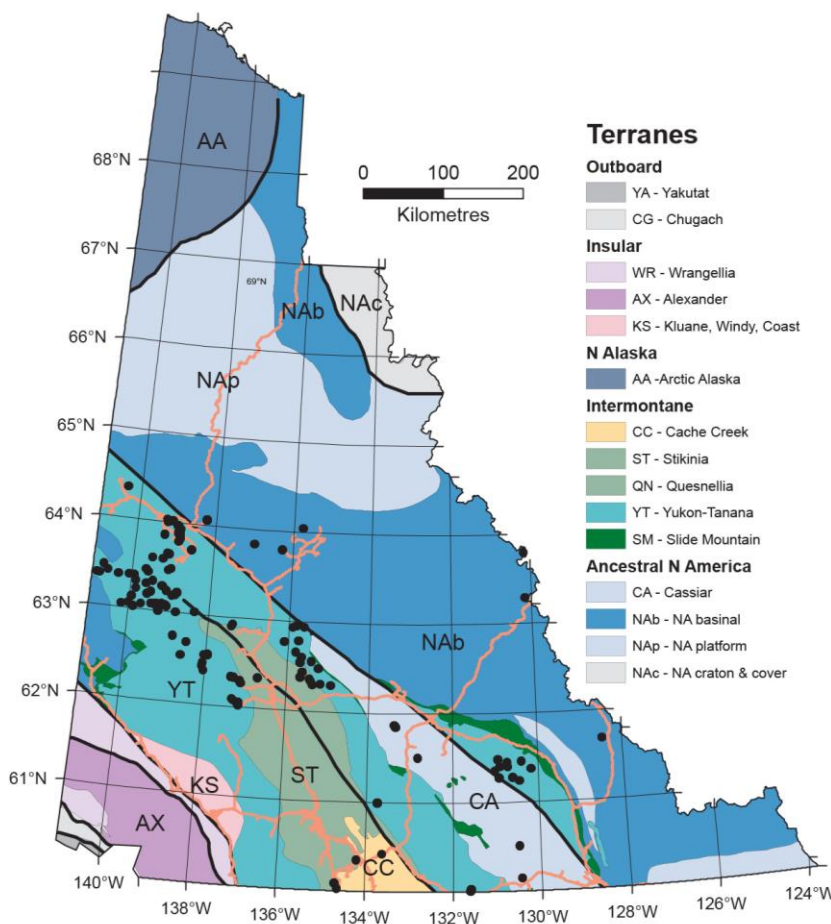 AA
68°N
0 100 200
Kilometres
67°N
69°N
NAb
NAc
66°N
NAp
65°N
64°N
63°N
NAb
62°N
YT
61°N
KS
ST
CA
AX
CC
140°W
138°W
136°W
134°W
132°W
130°W
128°W
126°W
124°W
Terranes
Outboard
YA - Yakutat
CG - Chugach
Insular
WR - Wrangellia
AX - Alexander
KS - Kluane, Windy, Coast
N Alaska
AA -Arctic Alaska
Intermontane
CC - Cache Creek
ST - Stikinia
QN - Quesnellia
YT - Yukon-Tanana
SM - Slide Mountain
Ancestral N America
CA - Cassiar
NAb - NA basinal
NAp - NA platform
NAc - NA craton & cover